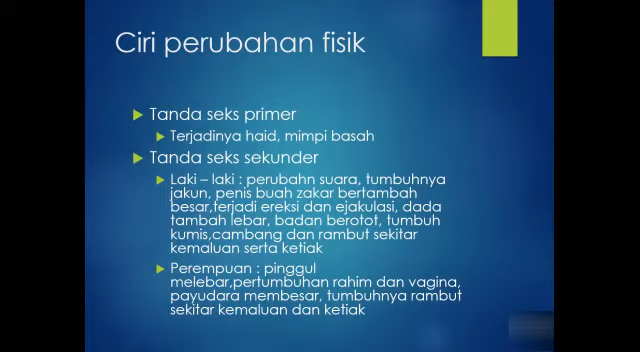 Ciri perubahan fisik
Tanda seks primer
Terjadinya haid, mimpi basah
Tanda seks sekunder
Laki – laki : perubahn suara, tumbuhnya
jakun, penis buah zakar bertambah
besar,terjadi ereksi dan ejakulasi, dada
tambah lebar, badan berotot, tumbuh
kumis,cambang dan rambut sekitar
kemaluan serta ketiak
Perempuan : pinggul
melebar,pertumbuhan rahim dan vagina,
payudara membesar, tumbuhnya rambut
sekitar kemaluan dan ketiak